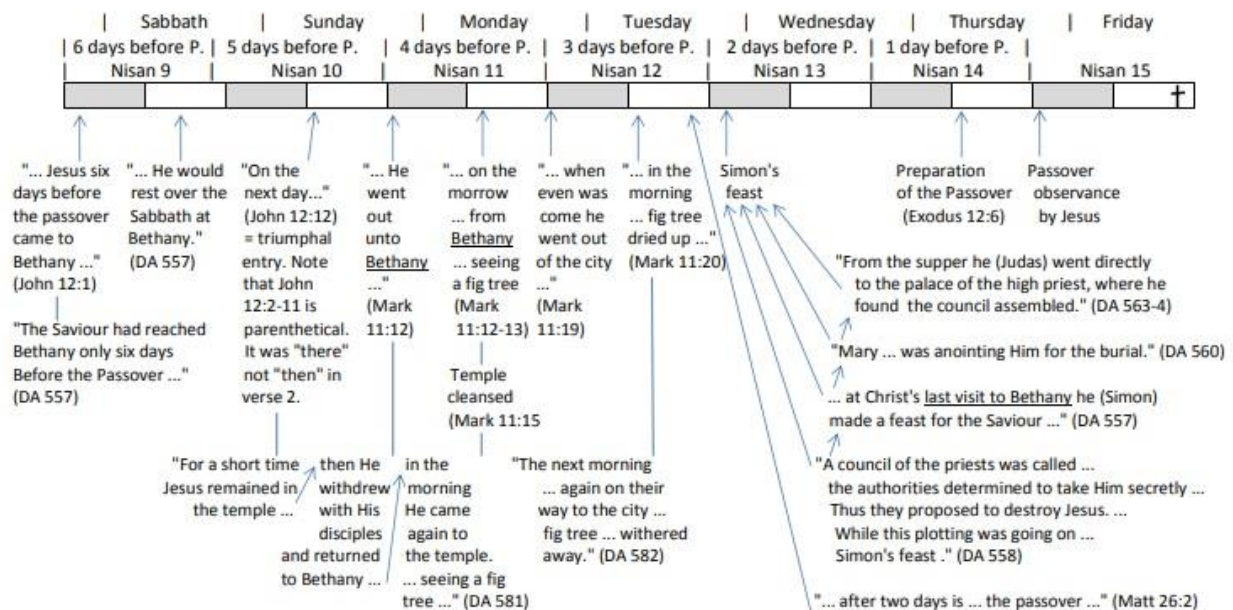 | Sabbath | Sunday | Monday | Tuesday | Wednesday | Thursday | Friday
| 6 days before P. | 5 days before P. | 4 days before P. | 3 days before P. | 2 days before P. | 1 day before P. |
| Nisan 9 | Nisan 10 | Nisan 11 | Nisan 12 | Nisan 13 | Nisan 14 | Nisan 15
"... Jesus six
days before
the passover
came to
Bethany ..."
(John 12:1)
"The Saviour had reached
Bethany only six days
Before the Passover ..."
(DA 557)
"... He would
rest over the
Sabbath at
Bethany."
(DA 557)
"On the
next day..."
(John 12:12)
= triumphal
entry. Note
that John
12:2-11 is
parenthetical.
It was "there"
not "then" in
verse 2.
"For a short time
Jesus remained in
the temple ...
"... He
went
out
unto
Bethany
..."
(Mark
11:12)
then He
withdrew
with His
disciples
and returned
to Bethany ...
"... on the
morrow
... from
Bethany
... seeing
a fig tree
(Mark
11:12-13)
Temple
cleansed
(Mark 11:15
in the
morning
He came
again to
the temple.
... seeing a fig
tree ..." (DA 581)
"... when
even was
come he
went out
of the city
..."
(Mark
11:19)
"... in the
morning
... fig tree
dried up ..."
(Mark 11:20)
"The next morning
... again on their
way to the city ...
fig tree ... withered
away." (DA 582)
Simon's
feast
Preparation
of the Passover
(Exodus 12:6)
Passover
observance
by Jesus
"From the supper he (Judas) went directly
to the palace of the high priest, where he
found the council assembled." (DA 563-4)
"Mary ... was anointing Him for the burial." (DA 560)
... at Christ's last visit to Bethany he (Simon)
made a feast for the Saviour ..." (DA 557)
"A council of the priests was called ...
the authorities determined to take Him secretly ...
Thus they proposed to destroy Jesus. ...
While this plotting was going on ...
Simon's feast ." (DA 558)
"... after two days is ... the passover ..." (Matt 26:2)